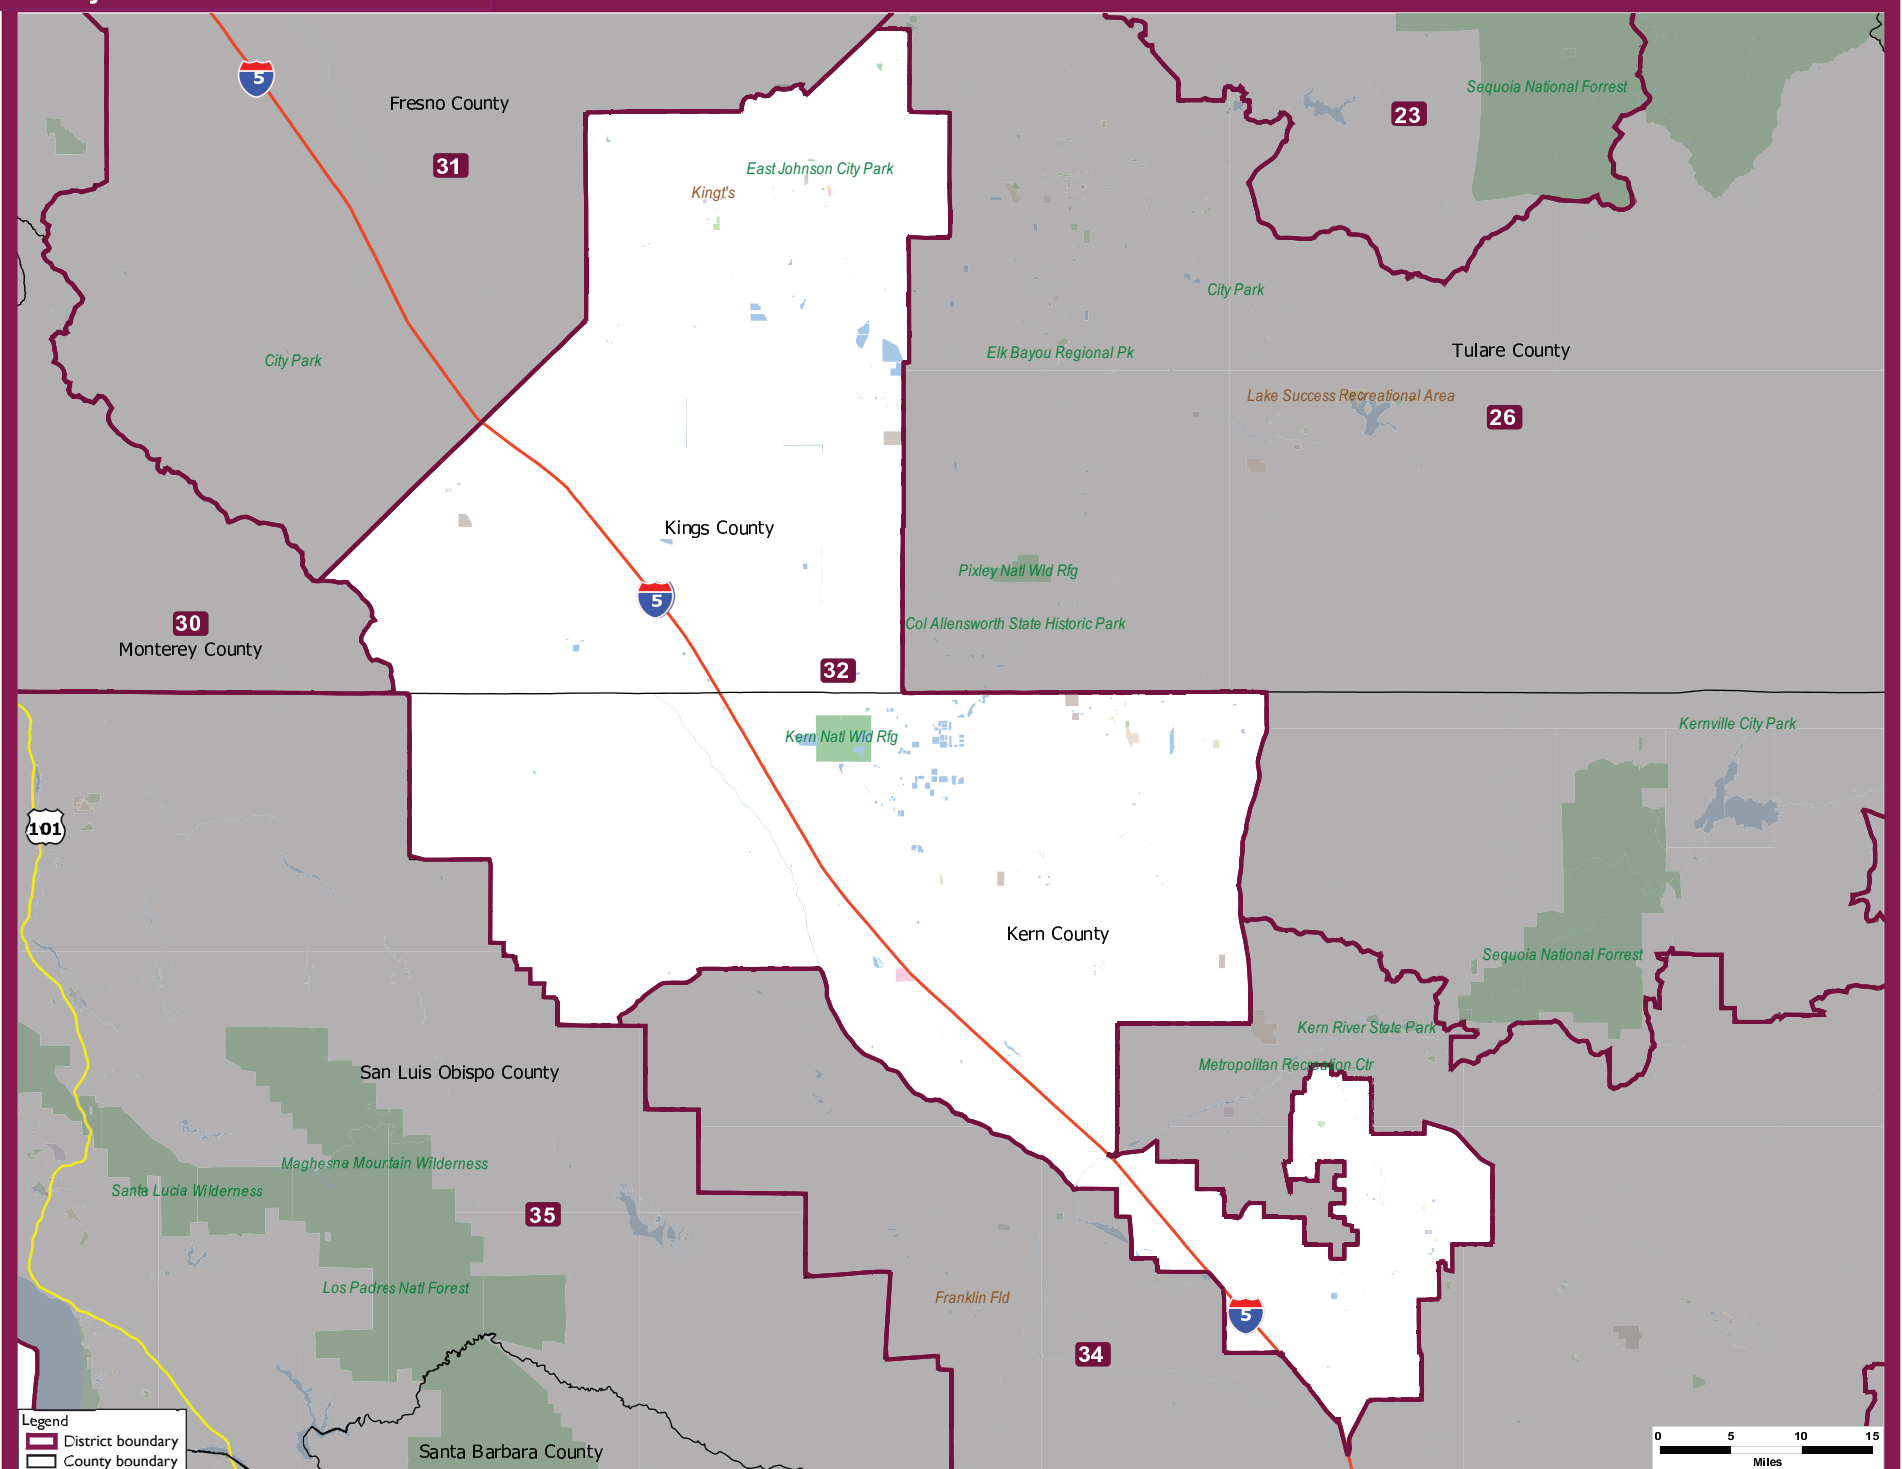 5
Fresno County
Sequoia National Forrest
23
31
East Johnson City Park
Kingt's
City Park
Tulare County
Elk Bayou Regional Pk
City Park
Lake Success Recreational Area
26
Kings County
Pixley Natl Wld Rfg
5
30
Col Allensworth State Historic Park
Monterey County
32
Kernville City Park
Kern Natl Wld Rfg
101
Kern County
Sequoia National Forrest
Kern River State Park
Metropolitan Recreation Ctr
San Luis Obispo County
Maghesna Mountain Wilderness
Santa Lucia Wilderness
35
Los Padres Natl Forest
Franklin Fld
5
34
Legend
District boundary
County boundary
Santa Barbara County
0 5 10 15
Miles